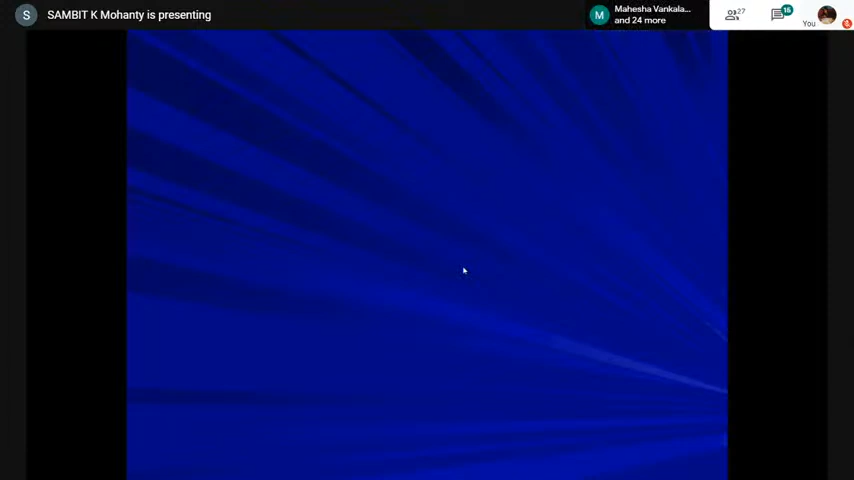 S
SAMBIT K Mohanty is presenting
M
Mahesha Vankala...
and 24 more
27
16
You